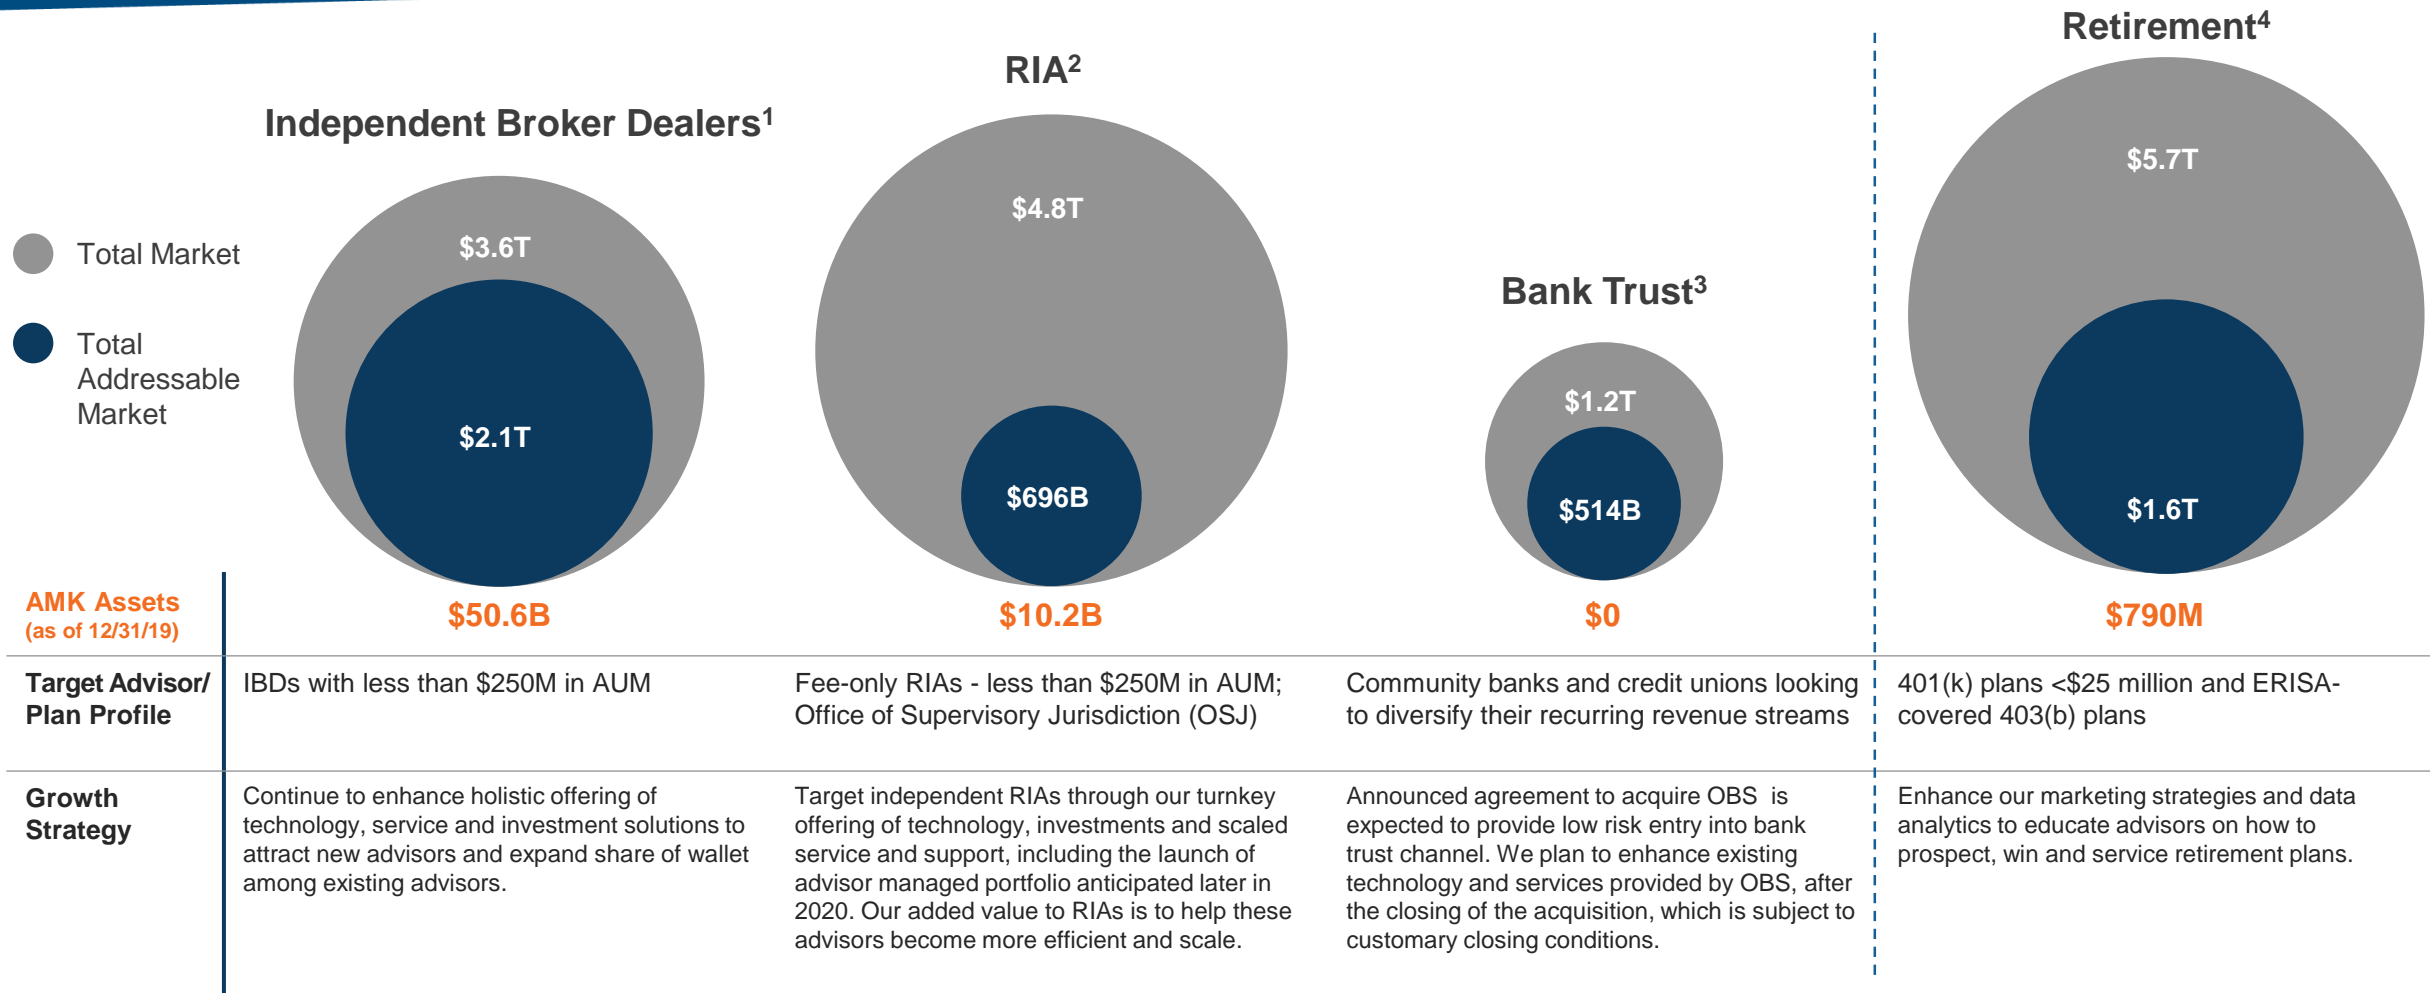 Independent Broker Dealers¹
RIA²
Bank Trust³
Retirement⁴
Total Market
Total
Addressable
Market
$3.6T
$2.1T
$4.8T
$696B
$1.2T
$514B
$5.7T
$1.6T
AMK Assets
(as of 12/31/19)
$50.6B
$10.2B
$0
$790M
Target Advisor/
Plan Profile
IBDs with less than $250M in AUM
Fee-only RIAs - less than $250M in AUM;
Office of Supervisory Jurisdiction (OSJ)
Community banks and credit unions looking
to diversify their recurring revenue streams
401(k) plans <$25 million and ERISA-
covered 403(b) plans
Growth
Strategy
Continue to enhance holistic offering of
technology, service and investment solutions to
attract new advisors and expand share of wallet
among existing advisors.
Target independent RIAs through our turnkey
offering of technology, investments and scaled
service and support, including the launch of
advisor managed portfolio anticipated later in
2020. Our added value to RIAs is to help these
advisors become more efficient and scale.
Announced agreement to acquire OBS is
expected to provide low risk entry into bank
trust channel. We plan to enhance existing
technology and services provided by OBS, after
the closing of the acquisition, which is subject to
customary closing conditions.
Enhance our marketing strategies and data
analytics to educate advisors on how to
prospect, win and service retirement plans.